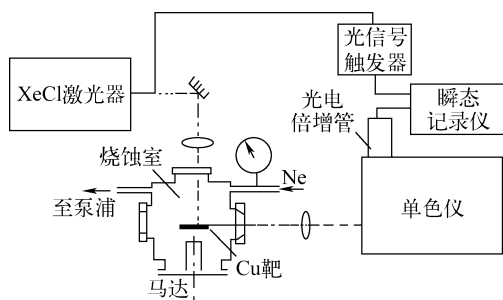 光信号
触发器
XeCl激光器
光电
倍增管
瞬态
记录仪
烧蚀室
Ne
至泵浦
单色仪
Cu靶
马达